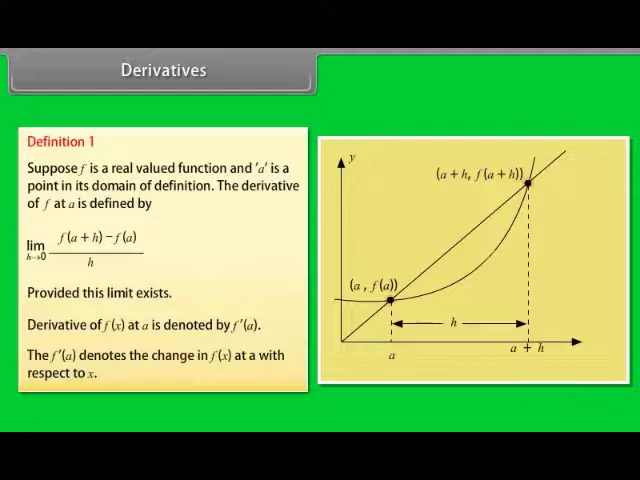 Derivatives
Definition 1
Suppose f is a real valued function and 'a' is a
point in its domain of definition. The derivative
of f at a is defined by
lim h→0 f(a + h) – f(a) / h
Provided this limit exists.
Derivative of f(x) at a is denoted by f'(a).
The f'(a) denotes the change in f(x) at a with
respect to x.
y
(a + h, f(a + h))
(a , f(a))
h
a
a + h